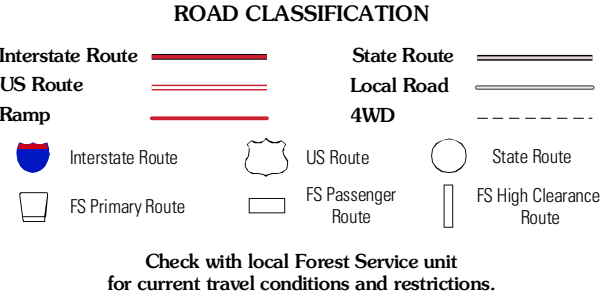 ROAD CLASSIFICATION
Interstate Route
State Route
US Route
Local Road
Ramp
4WD
Interstate Route
US Route
State Route
FS Primary Route
FS Passenger
Route
FS High Clearance
Route
Check with local Forest Service unit
for current travel conditions and restrictions.